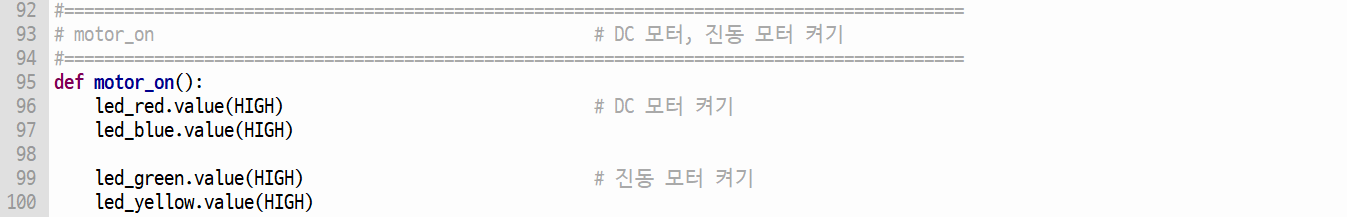 92 #==========================================================================================
93 # motor_on                                            # DC 모터, 진동 모터 켜기
94 #==========================================================================================
95 def motor_on():
96     led_red.value(HIGH)                               # DC 모터 켜기
97     led_blue.value(HIGH)
98
99     led_green.value(HIGH)                             # 진동 모터 켜기
100     led_yellow.value(HIGH)